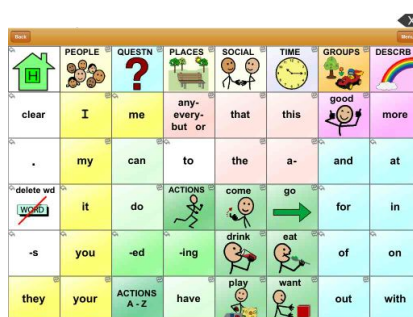 Back
Menu
PEOPLE QUESTN PLACES SOCIAL TIME GROUPS DESCRB
H
clear I me any- every- but or that this good more
. my can to the a- and at
delete wd WORD it do ACTIONS come go for in
-s you -ed -ing drink eat of on
they your ACTIONS A - Z have play want out with